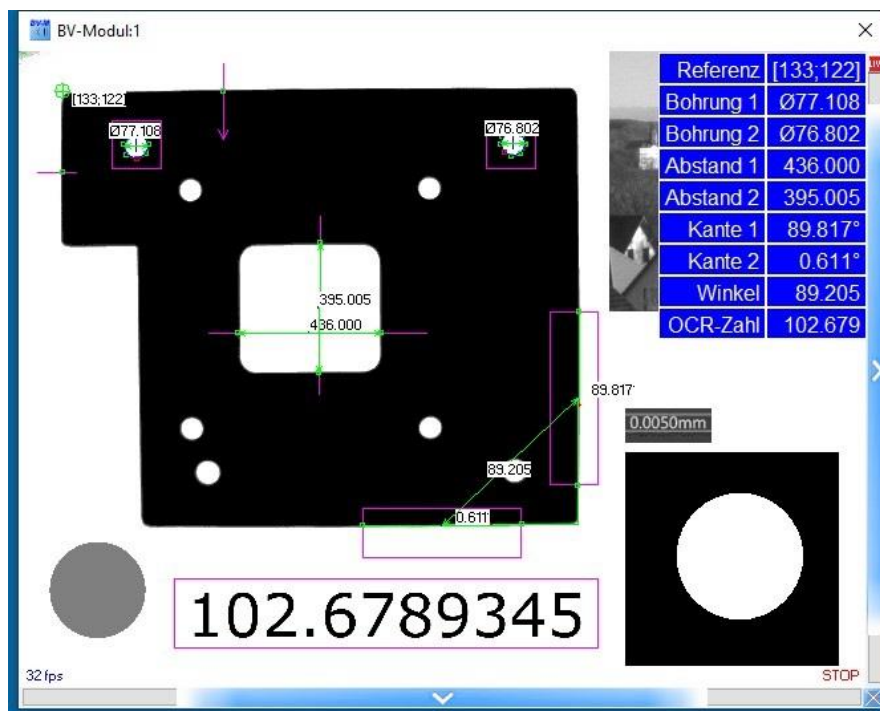 BV-Modul:1
[133;122]
Ø77.108
Ø76.802
Referenz [133;122]
Bohrung 1 Ø77.108
Bohrung 2 Ø76.802
Abstand 1 436.000
Abstand 2 395.005
Kante 1 89.817°
Kante 2 0.611°
Winkel 89.205
OCR-Zahl 102.679
395.005
436.000
89.817°
0.0050mm
89.205
0.611°
102.6789345
32 fps
STOP